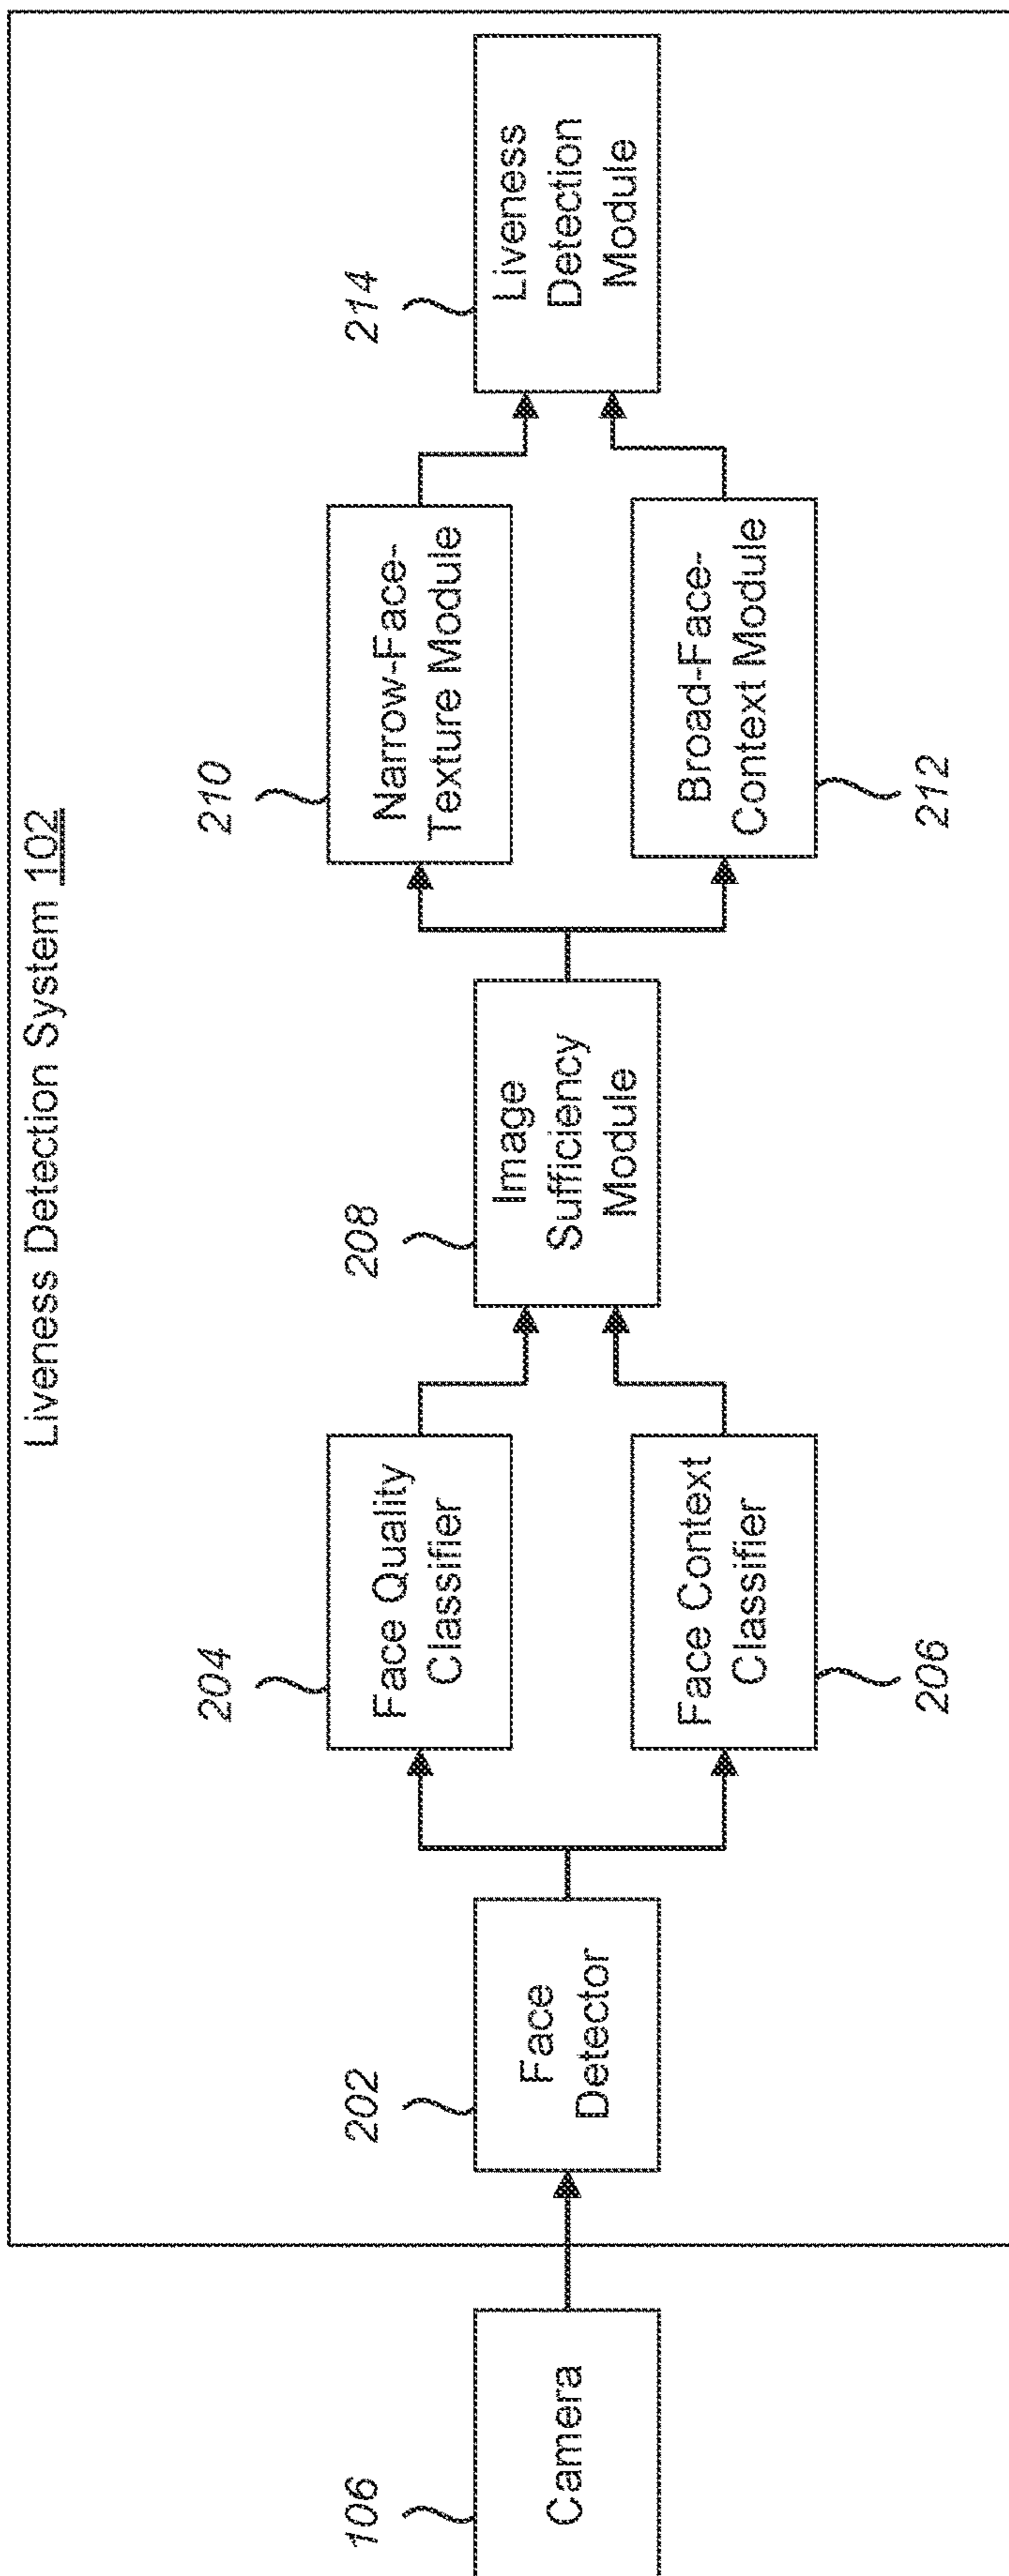 Liveness Detection System 102
106
Camera
202
Face
Detector
204
Face Quality
Classifier
Face Context
Classifier
206
208
Image
Sufficiency
Module
210
Narrow-Face-
Texture Module
Broad-Face-
Context Module
212
214
Liveness
Detection
Module